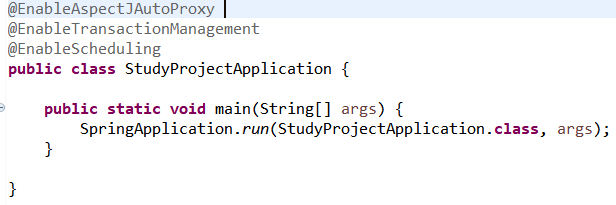 @EnableAspectJAutoProxy
@EnableTransactionManagement
@EnableScheduling
public class StudyProjectApplication {
public static void main(String[] args) {
SpringApplication.run(StudyProjectApplication.class, args);
}
}